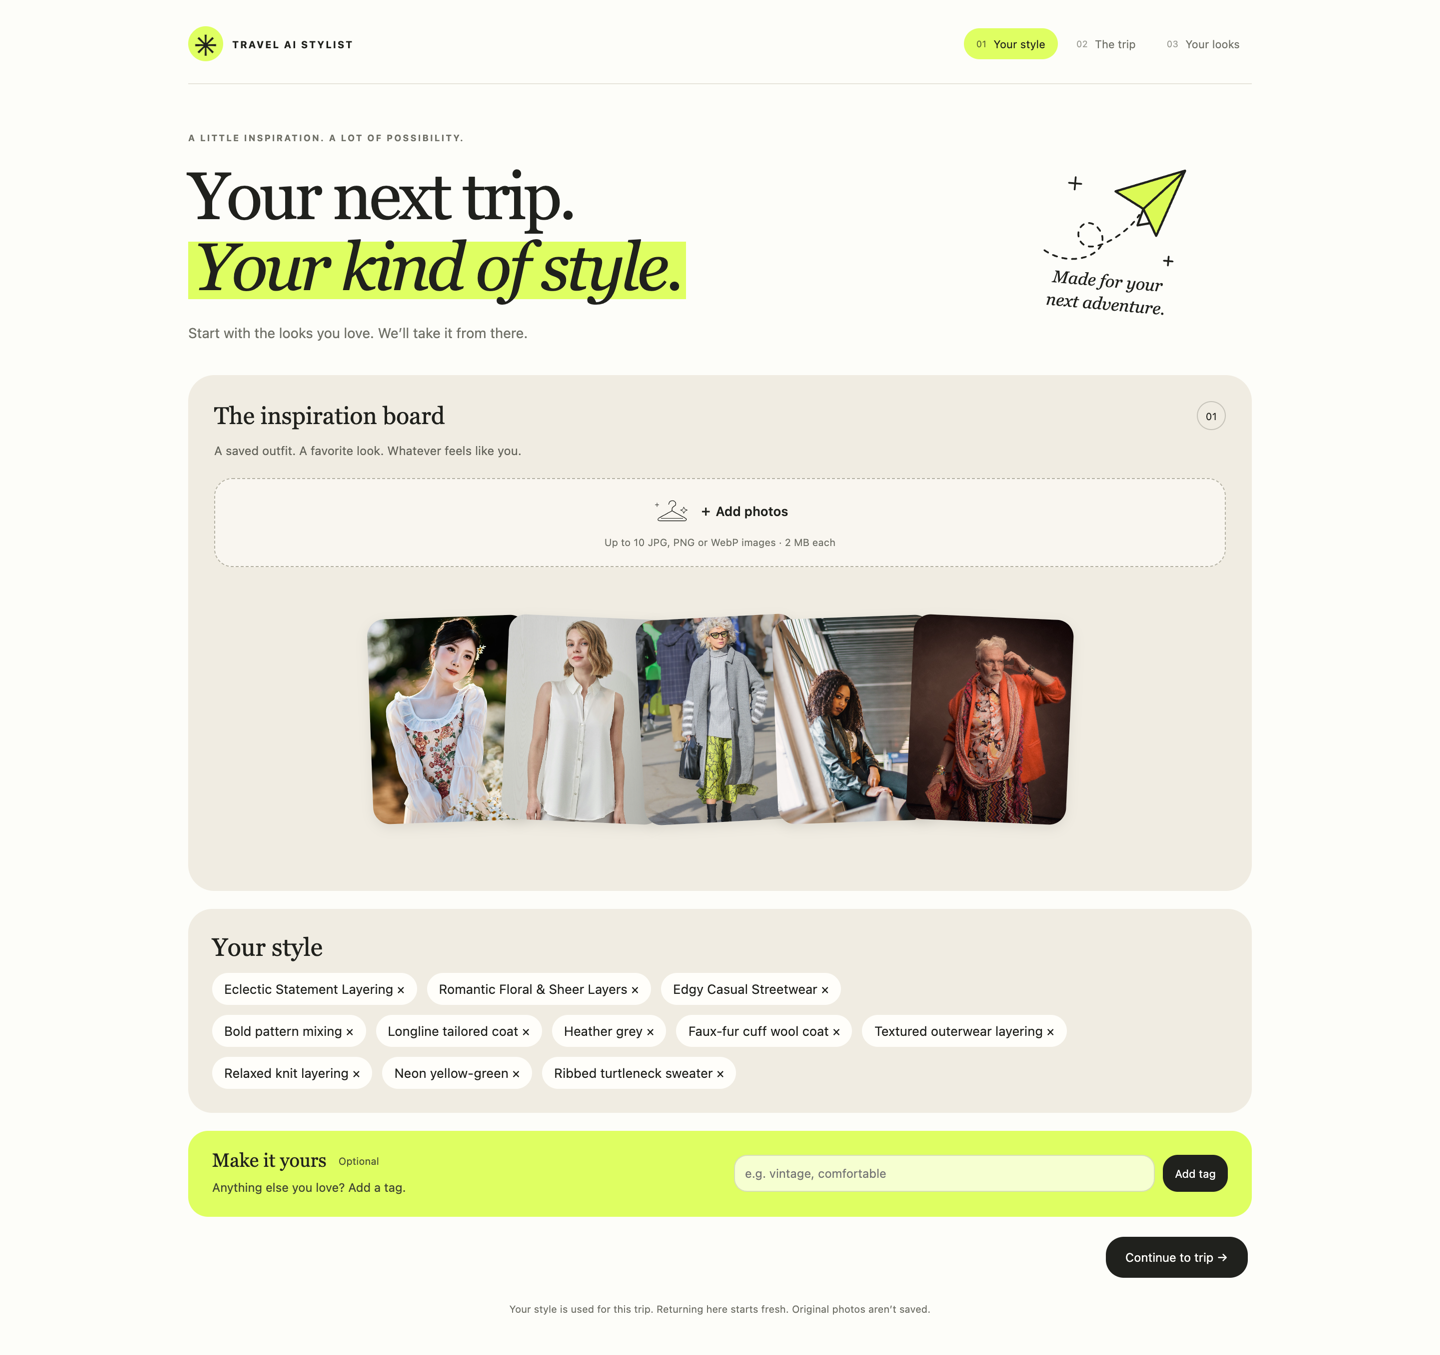 TRAVEL AI STYLIST
01 Your style 02 The trip 03 Your looks
A LITTLE INSPIRATION. A LOT OF POSSIBILITY.
Your next trip.
Your kind of style.
Start with the looks you love. We’ll take it from there.
Made for your
next adventure.
The inspiration board
01
A saved outfit. A favorite look. Whatever feels like you.
+ Add photos
Up to 10 JPG, PNG or WebP images · 2 MB each
Your style
Eclectic Statement Layering × Romantic Floral & Sheer Layers × Edgy Casual Streetwear ×
Bold pattern mixing × Longline tailored coat × Heather grey × Faux-fur cuff wool coat × Textured outerwear layering ×
Relaxed knit layering × Neon yellow-green × Ribbed turtleneck sweater ×
Make it yours Optional
Anything else you love? Add a tag.
e.g. vintage, comfortable
Add tag
Continue to trip →
Your style is used for this trip. Returning here starts fresh. Original photos aren’t saved.